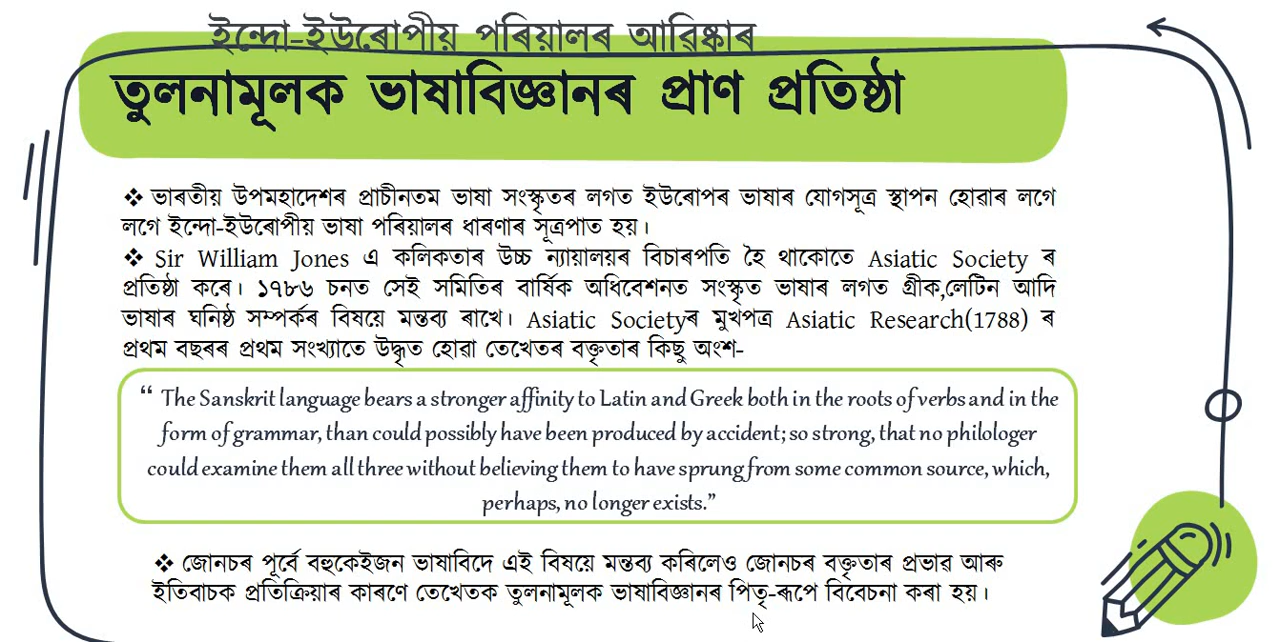 ইন্দো-ইউৰোপীয় পৰিয়ালৰ আৱিষ্কাৰ
তুলনামূলক ভাষাবিজ্ঞানৰ প্ৰাণ প্ৰতিষ্ঠা
❖ ভাৰতীয় উপমহাদেশৰ প্ৰাচীনতম ভাষা সংস্কৃতৰ লগত ইউৰোপৰ ভাষাৰ যোগসূত্ৰ স্থাপন হোৱাৰ লগে
লগে ইন্দো-ইউৰোপীয় ভাষা পৰিয়ালৰ ধাৰণাৰ সূত্ৰপাত হয়।
❖ Sir William Jones এ কলিকতাৰ উচ্চ ন্যায়ালয়ৰ বিচাৰপতি হৈ থাকোতে Asiatic Society ৰ
প্ৰতিষ্ঠা কৰে। ১৭৮৬ চনত সেই সমিতিৰ বাৰ্ষিক অধিবেশনত সংস্কৃত ভাষাৰ লগত গ্ৰীক,লেটিন আদি
ভাষাৰ ঘনিষ্ঠ সম্পৰ্কৰ বিষয়ে মন্তব্য ৰাখে। Asiatic Societyৰ মুখপত্ৰ Asiatic Research(1788) ৰ
প্ৰথম বছৰৰ প্ৰথম সংখ্যাতে উদ্ধৃত হোৱা তেখেতৰ বক্তৃতাৰ কিছু অংশ-
“ The Sanskrit language bears a stronger affinity to Latin and Greek both in the roots of verbs and in the
form of grammar, than could possibly have been produced by accident; so strong, that no philologer
could examine them all three without believing them to have sprung from some common source, which,
perhaps, no longer exists.”
❖ জোনচৰ পূৰ্বে বহুকেইজন ভাষাবিদে এই বিষয়ে মন্তব্য কৰিলেও জোনচৰ বক্তৃতাৰ প্ৰভাৱ আৰু
ইতিবাচক প্ৰতিক্ৰিয়াৰ কাৰণে তেখেতক তুলনামূলক ভাষাবিজ্ঞানৰ পিতৃ-ৰূপে বিবেচনা কৰা হয়।